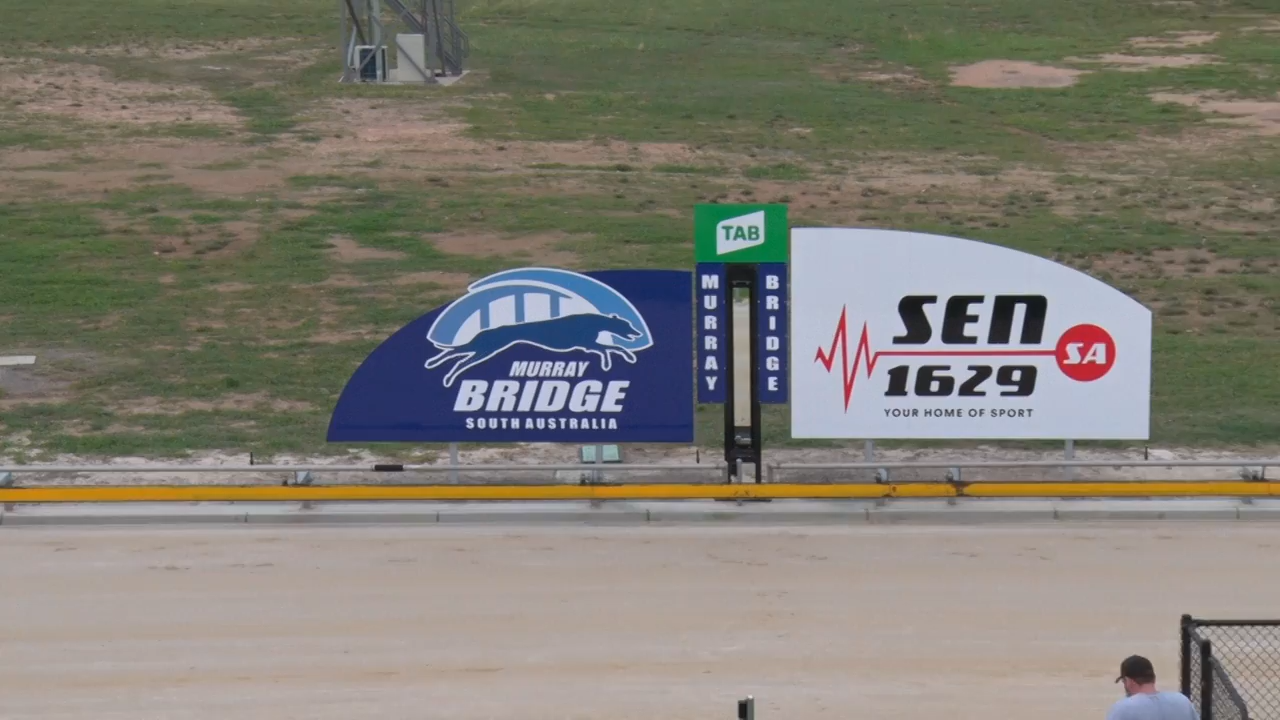 TAB
MURRAY
BRIDGE
MURRAY
BRIDGE
SOUTH AUSTRALIA
SEN
SA
1629
YOUR HOME OF SPORT